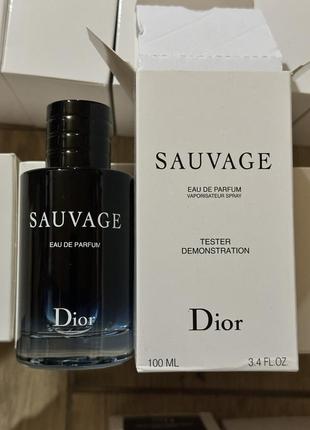 SAUVAGE
EAU DE PARFUM
Dior
SAUVAGE
EAU DE PARFUM
VAPORISATEUR SPRAY
TESTER
DEMONSTRATION
Dior
100 ML 3.4 FL.OZ